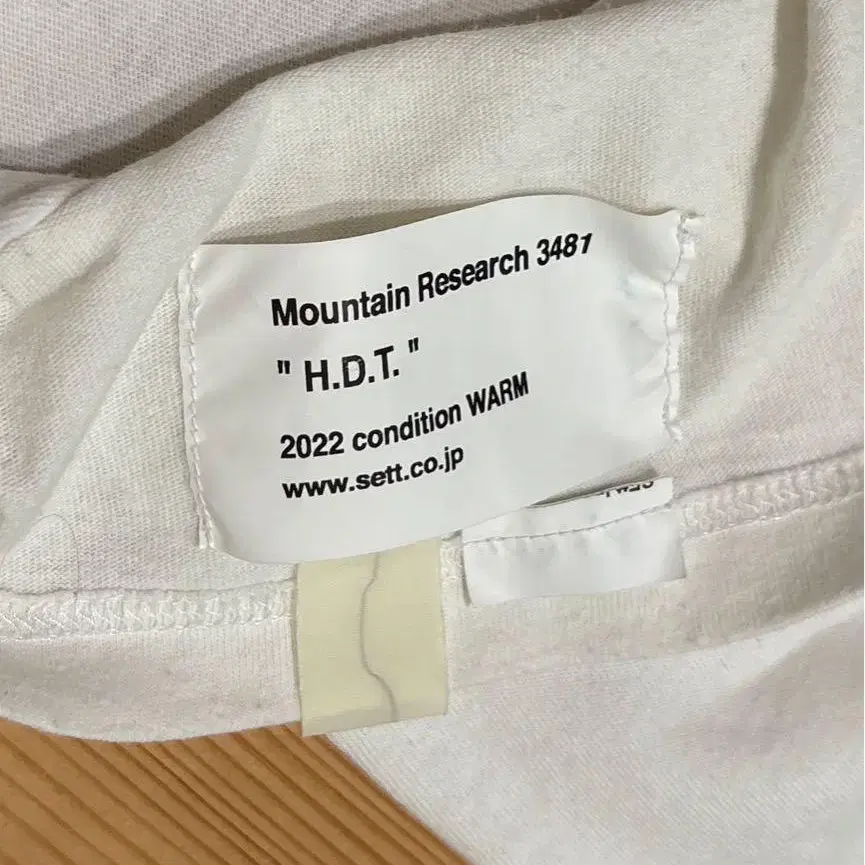 Mountain Research 3481
" H.D.T. "
2022 condition WARM
www.sett.co.jp